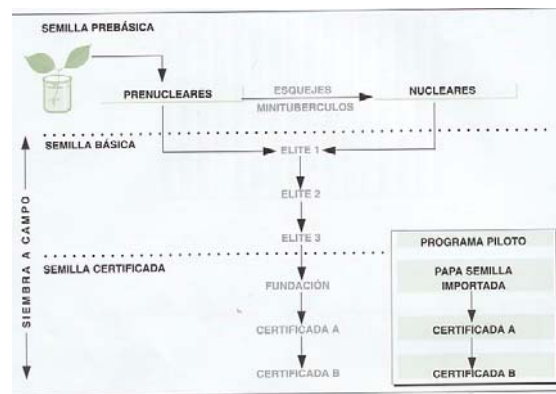 SEMILLA PREBÁSICA
PRENUCLEARES
ESQUEJES
MINITUBERCULOS
NUCLEARES
SEMILLA BÁSICA
ELITE 1
ELITE 2
ELITE 3
SIEMBRA A CAMPO
SEMILLA CERTIFICADA
FUNDACIÓN
CERTIFICADA A
CERTIFICADA B
PROGRAMA PILOTO
PAPA SEMILLA
IMPORTADA
CERTIFICADA A
CERTIFICADA B